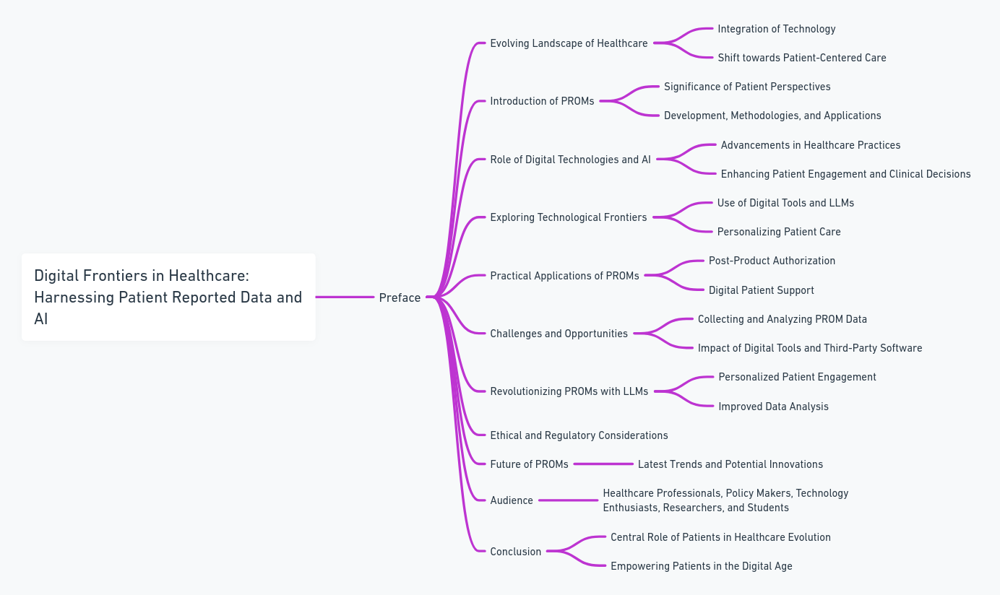 Digital Frontiers in Healthcare:
Harnessing Patient Reported Data and
AI
Preface
Evolving Landscape of Healthcare
Integration of Technology
Shift towards Patient-Centered Care
Introduction of PROMs
Significance of Patient Perspectives
Development, Methodologies, and Applications
Role of Digital Technologies and AI
Advancements in Healthcare Practices
Enhancing Patient Engagement and Clinical Decisions
Exploring Technological Frontiers
Use of Digital Tools and LLMs
Personalizing Patient Care
Practical Applications of PROMs
Post-Product Authorization
Digital Patient Support
Challenges and Opportunities
Collecting and Analyzing PROM Data
Impact of Digital Tools and Third-Party Software
Revolutionizing PROMs with LLMs
Personalized Patient Engagement
Improved Data Analysis
Ethical and Regulatory Considerations
Future of PROMs
Latest Trends and Potential Innovations
Audience
Healthcare Professionals, Policy Makers, Technology
Enthusiasts, Researchers, and Students
Conclusion
Central Role of Patients in Healthcare Evolution
Empowering Patients in the Digital Age